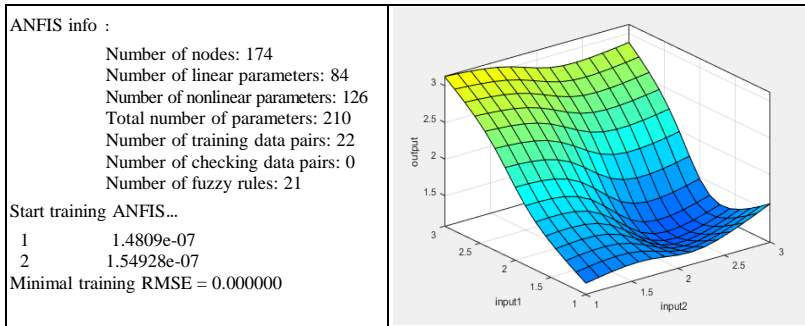 ANFIS info :
Number of nodes: 174
Number of linear parameters: 84
Number of nonlinear parameters: 126
Total number of parameters: 210
Number of training data pairs: 22
Number of checking data pairs: 0
Number of fuzzy rules: 21
Start training ANFIS...
1 1.4809e-07
2 1.54928e-07
Minimal training RMSE = 0.000000
3
2.5
2
1.5
output
3
2.5
2
1.5
1
input1
1
1.5
2
2.5
3
input2